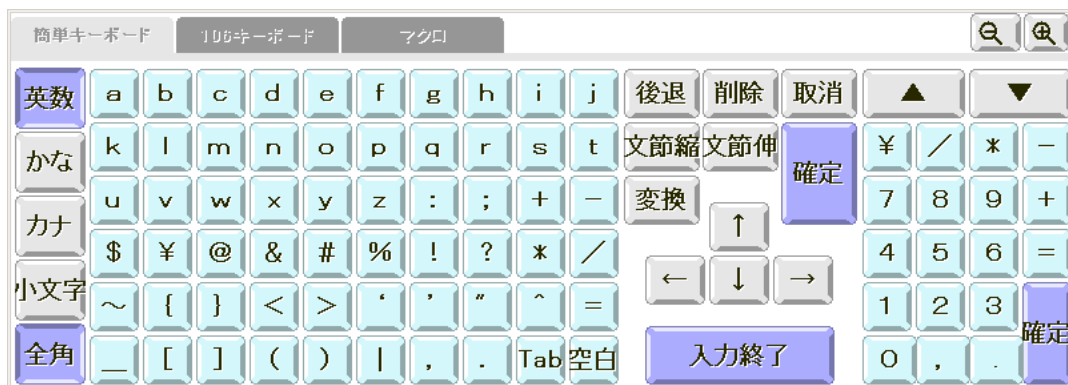 簡単キーボード 106キーボード マクロ
英数 a b c d e f g h i j 後退 削除 取消 ▲ ▼
かな k l m n o p q r s t 文節縮 文節伸 確定 ¥ / * −
カナ u v w x y z : ; + − 変換 7 8 9 +
$ ¥ @ & # % ! ? * / ↑ 4 5 6 =
小文字 ~ { } < > ‘ ’ " ^ = ← ↓ → 1 2 3 確定
全角 _ [ ] ( ) | , . Tab 空白 入力終了 0 , .